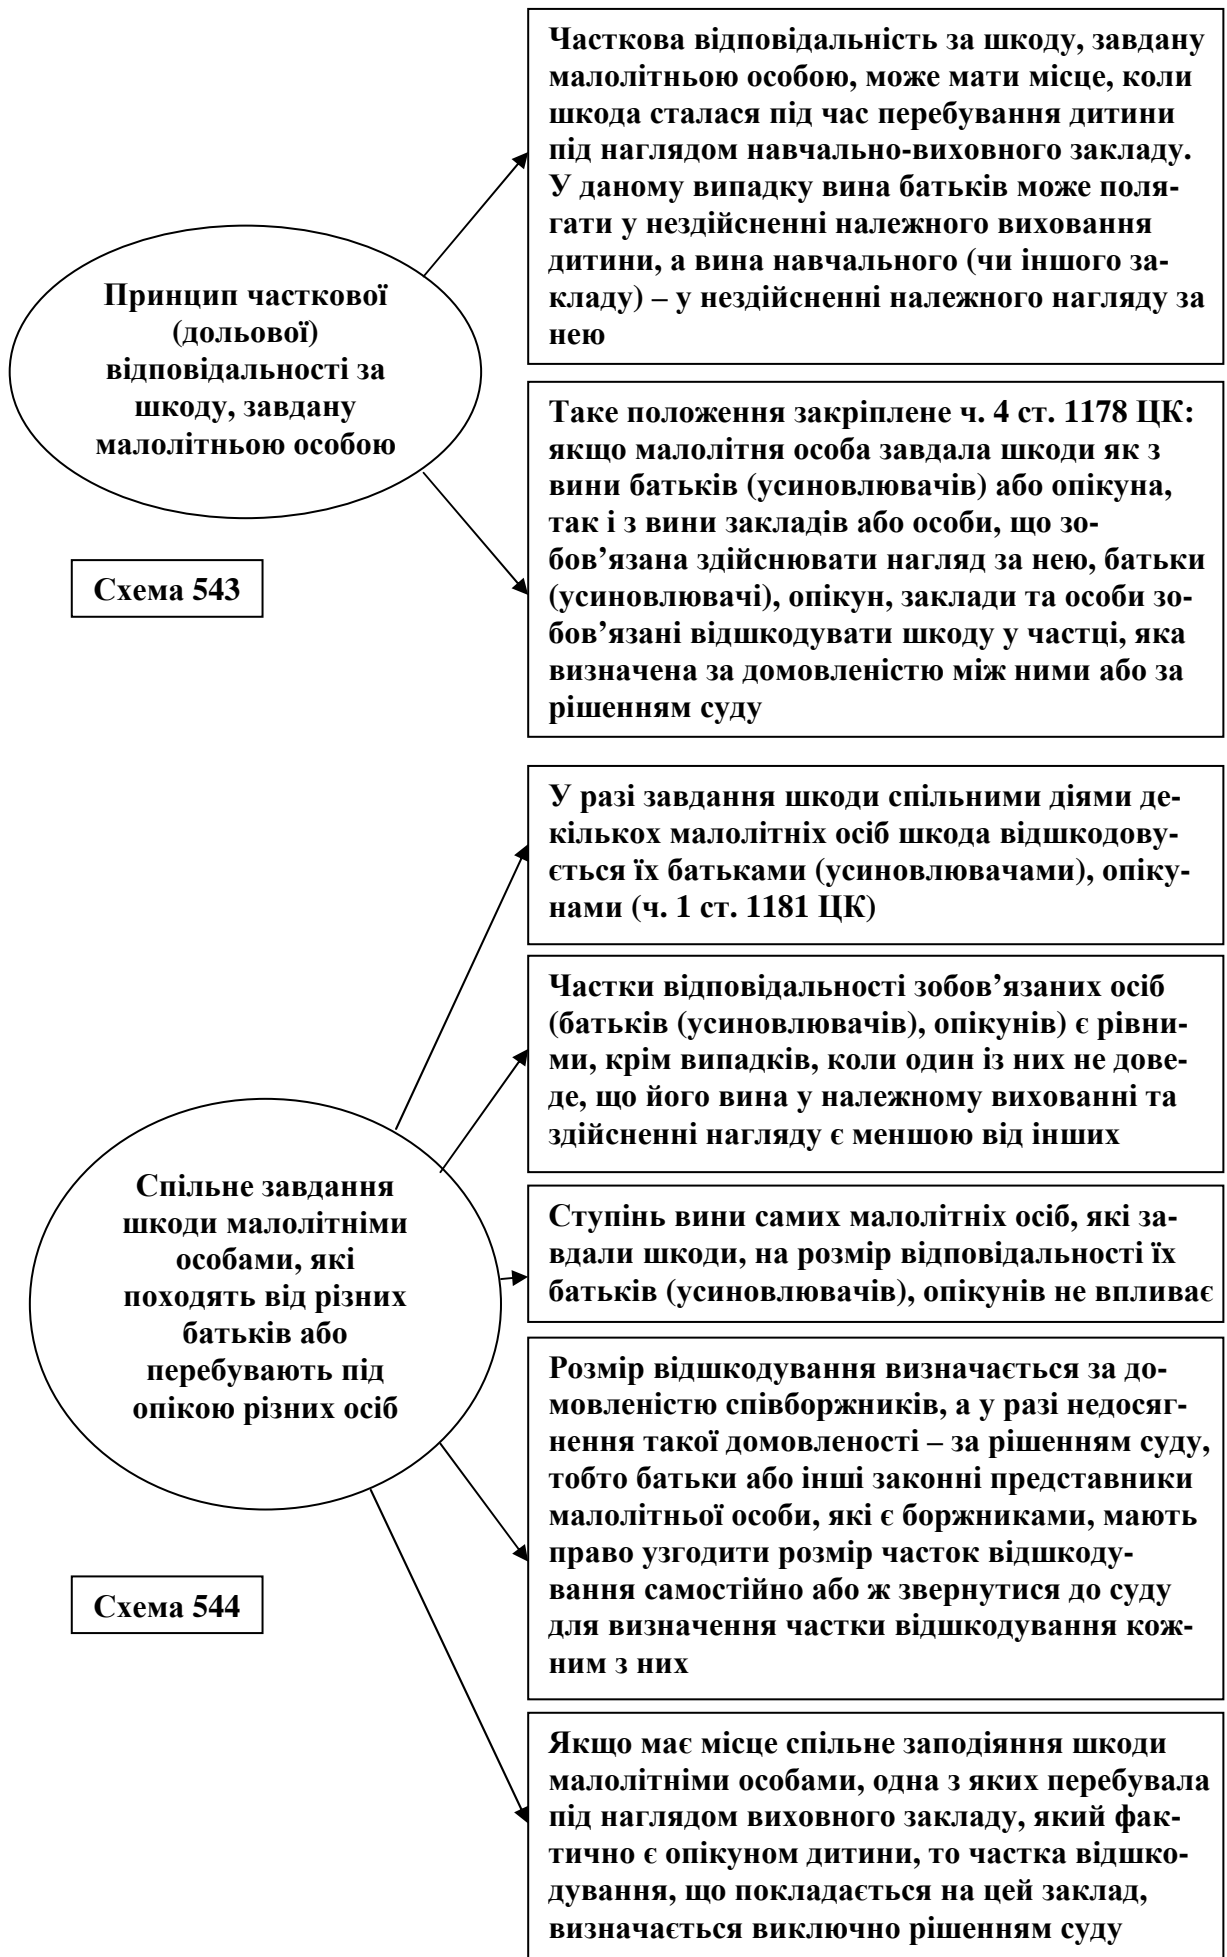 Принцип часткової
(дольової)
відповідальності за
шкоду, завдану
малолітньою особою
Часткова відповідальність за шкоду, завдану
малолітньою особою, може мати місце, коли
шкода сталася під час перебування дитини
під наглядом навчально-виховного закладу.
У даному випадку вина батьків може поля-
гати у нездійсненні належного виховання
дитини, а вина навчального (чи іншого за-
кладу) – у нездійсненні належного нагляду за
нею
Таке положення закріплене ч. 4 ст. 1178 ЦК:
якщо малолітня особа завдала шкоди як з
вини батьків (усиновлювачів) або опікуна,
так і з вини закладів або особи, що зо-
бов’язана здійснювати нагляд за нею, батьки
(усиновлювачі), опікун, заклади та особи зо-
бов’язані відшкодувати шкоду у частці, яка
визначена за домовленістю між ними або за
рішенням суду
Схема 543
Спільне завдання
шкоди малолітніми
особами, які
походять від різних
батьків або
перебувають під
опікою різних осіб
У разі завдання шкоди спільними діями де-
кількох малолітніх осіб шкода відшкодову-
ється їх батьками (усиновлювачами), опіку-
нами (ч. 1 ст. 1181 ЦК)
Частки відповідальності зобов’язаних осіб
(батьків (усиновлювачів), опікунів) є рівни-
ми, крім випадків, коли один із них не дове-
де, що його вина у належному вихованні та
здійсненні нагляду є меншою від інших
Ступінь вини самих малолітніх осіб, які за-
вдали шкоди, на розмір відповідальності їх
батьків (усиновлювачів), опікунів не впливає
Розмір відшкодування визначається за до-
мовленістю співборжників, а у разі недосяг-
нення такої домовленості – за рішенням суду,
тобто батьки або інші законні представники
малолітньої особи, які є боржниками, мають
право узгодити розмір часток відшкоду-
вання самостійно або ж звернутися до суду
для визначення частки відшкодування кож-
ним з них
Якщо має місце спільне заподіяння шкоди
малолітніми особами, одна з яких перебувала
під наглядом виховного закладу, який фак-
тично є опікуном дитини, то частка відшко-
дування, що покладається на цей заклад,
визначається виключно рішенням суду
Схема 544